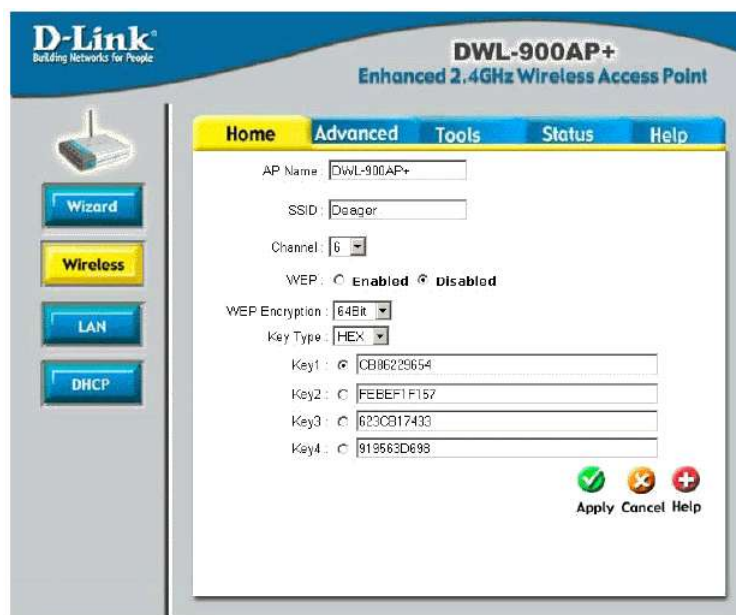 D-Link
Building Networks for People
DWL-900AP+
Enhanced 2.4GHz Wireless Access Point
Home Advanced Tools Status Help
Wizard
Wireless
LAN
DHCP
AP Name : DWL-900AP+
SSID : Deager
Channel : 6
WEP : Enabled Disabled
WEP Encryption : 64Bit
Key Type : HEX
Key1 : CB86229654
Key2 : FEBEF1F157
Key3 : 623CB17433
Key4 : 919563D698
Apply Cancel Help